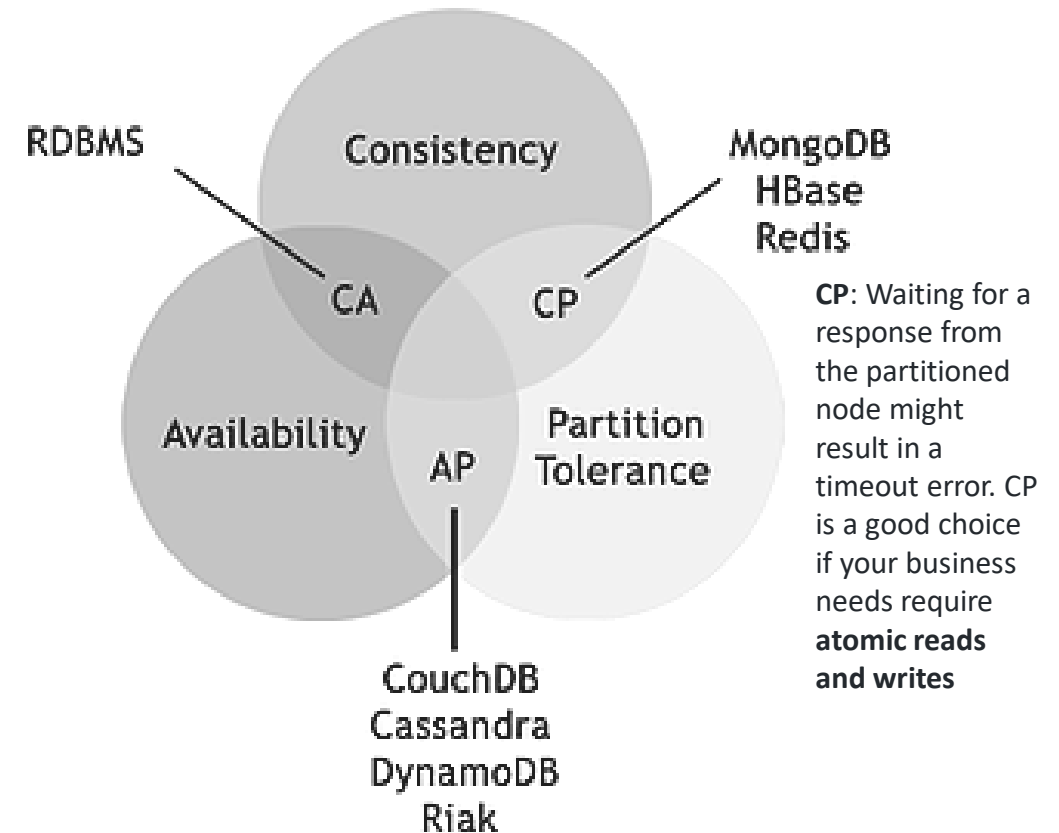 RDBMS
Consistency
MongoDB
HBase
Redis
CA
CP
CP: Waiting for a
response from
the partitioned
node might
result in a
timeout error. CP
is a good choice
if your business
needs require
atomic reads
and writes
Availability
Partition
Tolerance
AP
CouchDB
Cassandra
DynamoDB
Riak